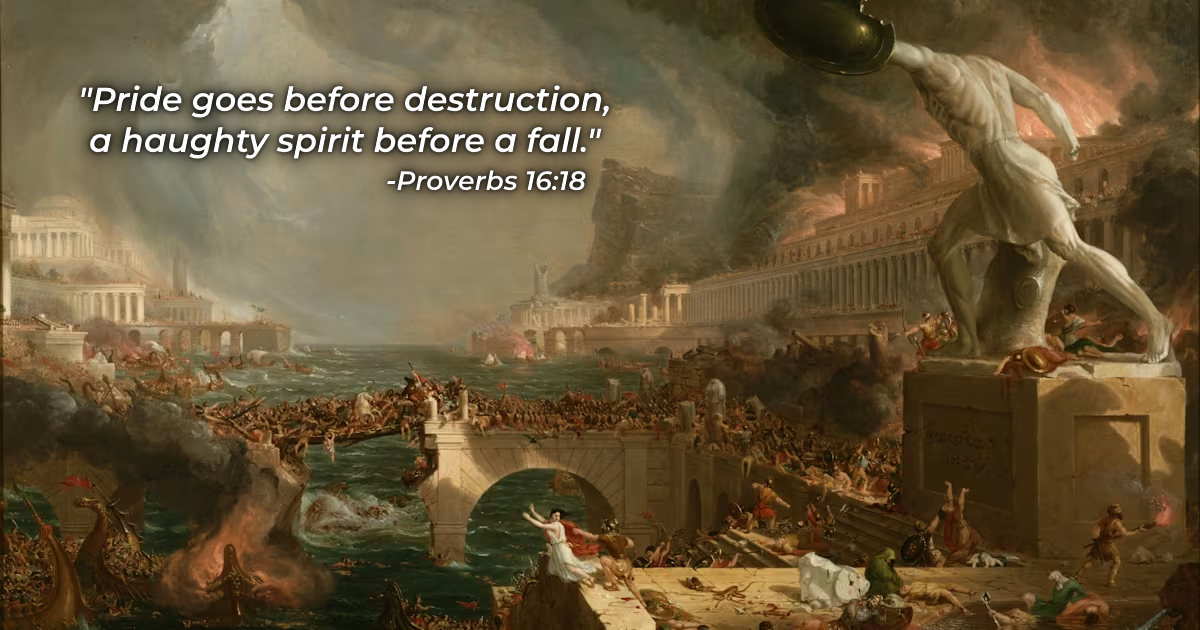 "Pride goes before destruction,
a haughty spirit before a fall."
-Proverbs 16:18